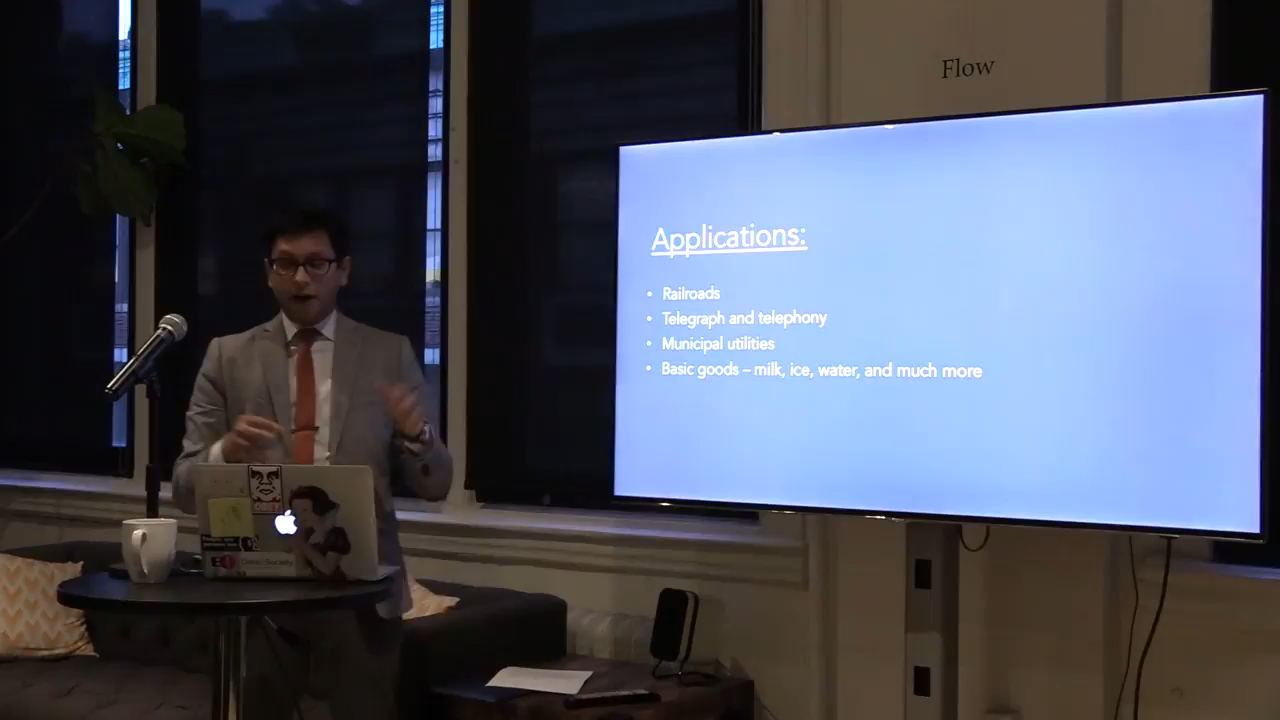 Flow
Applications:
• Railroads
• Telegraph and telephony
• Municipal utilities
• Basic goods – milk, ice, water, and much more
OBEY